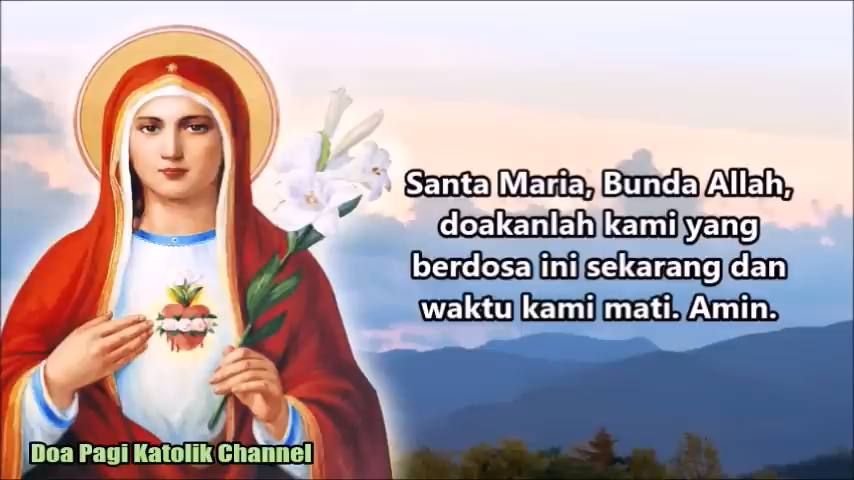 Santa Maria, Bunda Allah,
doakanlah kami yang
berdosa ini sekarang dan
waktu kami mati. Amin.
Doa Pagi Katolik Channel